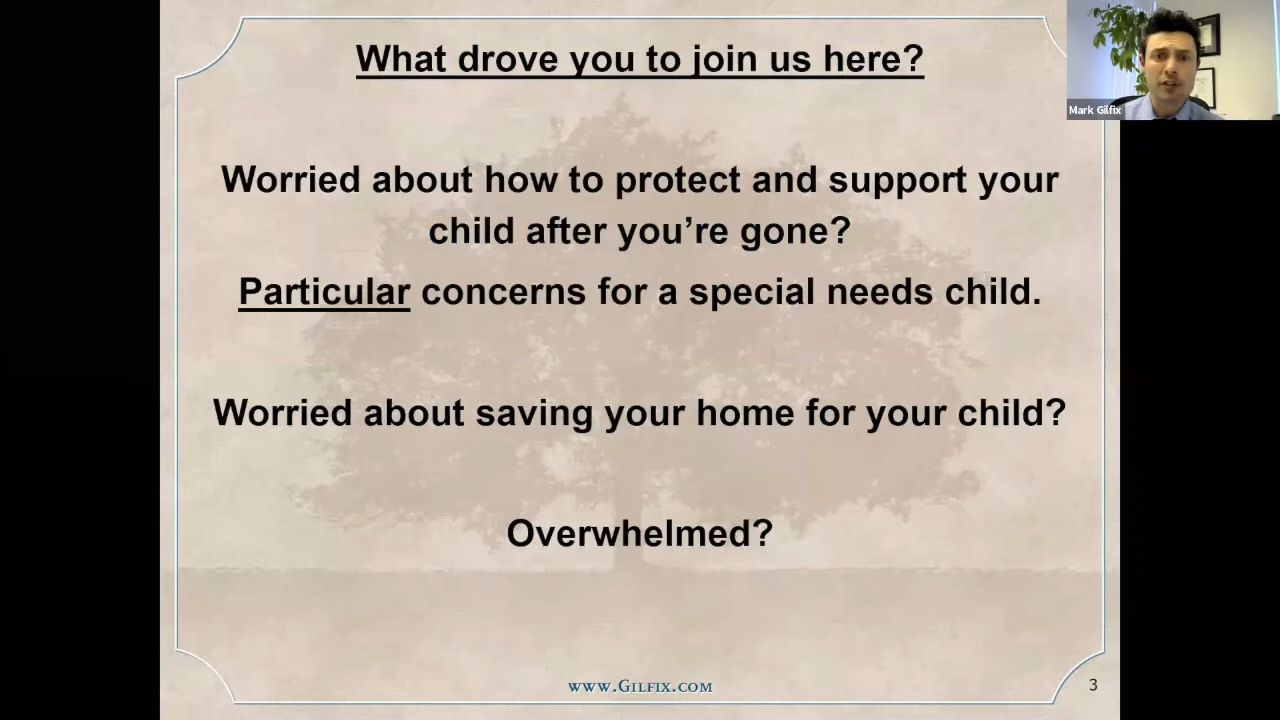 What drove you to join us here?
Mark Gilfix
Worried about how to protect and support your
child after you’re gone?
Particular concerns for a special needs child.
Worried about saving your home for your child?
Overwhelmed?
www.Gilfix.com
3